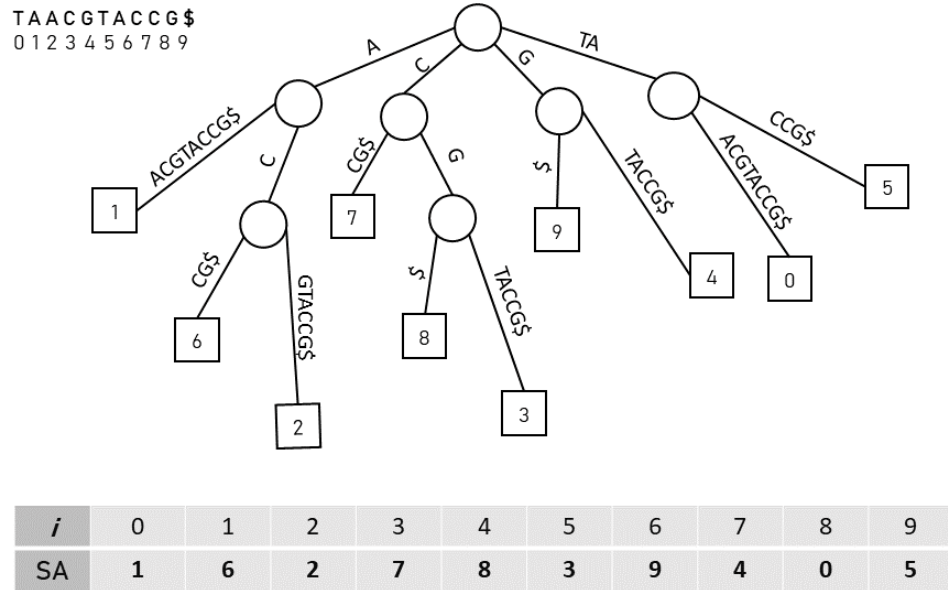 TAACGTACCG$
0123456789
A
C
G
TA
ACGTACCG$
C
CG$
G
$
TACCG$
ACGTACCG$
CCG$
1
CG$
GTACCG$
7
$
TACCG$
9
4
0
5
6
2
8
3
i 0 1 2 3 4 5 6 7 8 9
SA 1 6 2 7 8 3 9 4 0 5